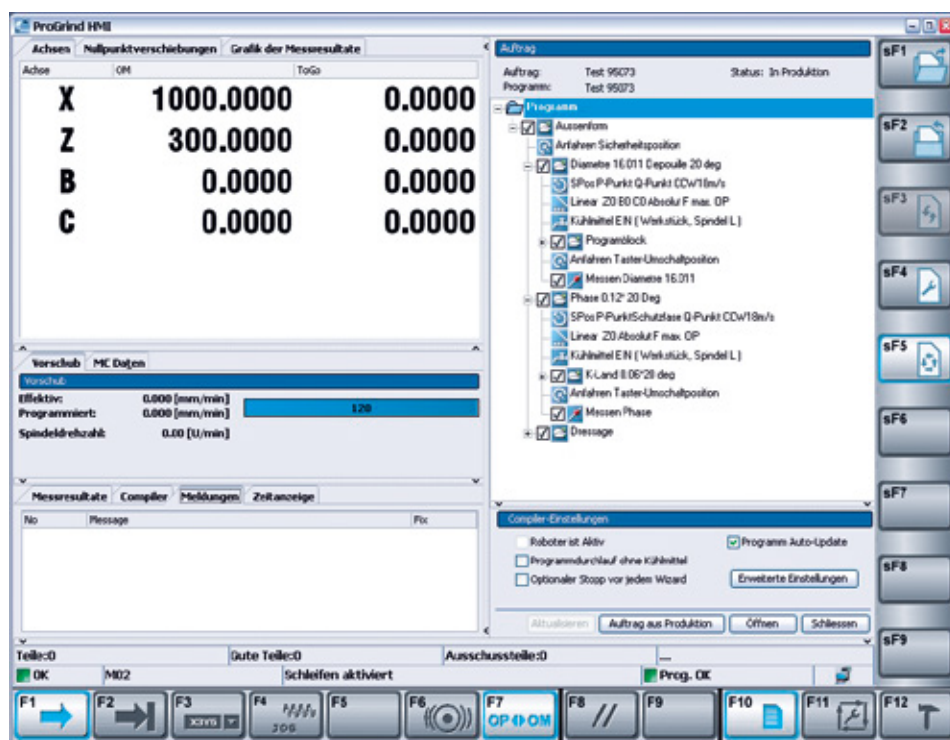 ProGrind HMI
Achsen Nullpunktverschiebungen Grafik der Messresultate
Achse OM ToGo
X 1000.0000 0.0000
Z 300.0000 0.0000
B 0.0000 0.0000
C 0.0000 0.0000
Vorschub MC Daten
Vorschub
Effektiv: 0.000 [mm/min]
120
Programmiert: 0.000 [mm/min]
Spindeldrehzahl: 0.00 [U/min]
Messresultate Compiler Meldungen Zeitanzeige
No Message Fix
Auftrag
Auftrag: Test 95073 Status: In Produktion
Programm: Test 95073
Programm
Aussenform
Anfahren Sicherheitsposition
Diametre 16.011 Depouille 20 deg
SPos P-Punkt Q-Punkt CCW18m/s
Linear Z0 B0 C0 Absolut F max. OP
Kühlmittel EIN ( Werkstück, Spindel L )
Programblock
Anfahren Taster-Umschaltposition
Messen Diametre 16.011
Phase 0.12* 20 Deg
SPos P-PunktSchutzfase Q-Punkt CCW18m/s
Linear Z0 Absolut F max. OP
Kühlmittel EIN ( Werkstück, Spindel L )
K-Land 0.06*20 deg
Anfahren Taster-Umschaltposition
Messen Phase
Dressage
Compiler-Einstellungen
Roboter ist Aktiv Programm Auto-Update
Programmdurchlauf ohne Kühlmittel
Optionaler Stopp vor jedem Wizard Erweiterte Einstellungen
Aktualisieren Auftrag aus Produktion Öffnen Schliessen
Teile:0 Gute Teile:0 Ausschussteile:0 ...
OK M02 Schleifen aktiviert Prog. OK
sF1
sF2
sF3
sF4
sF5
sF6
sF7
sF8
sF9
F1 F2 F3 F4 F5 F6 F7 F8 F9 F10 F11 F12
XAxis JOG OP OM